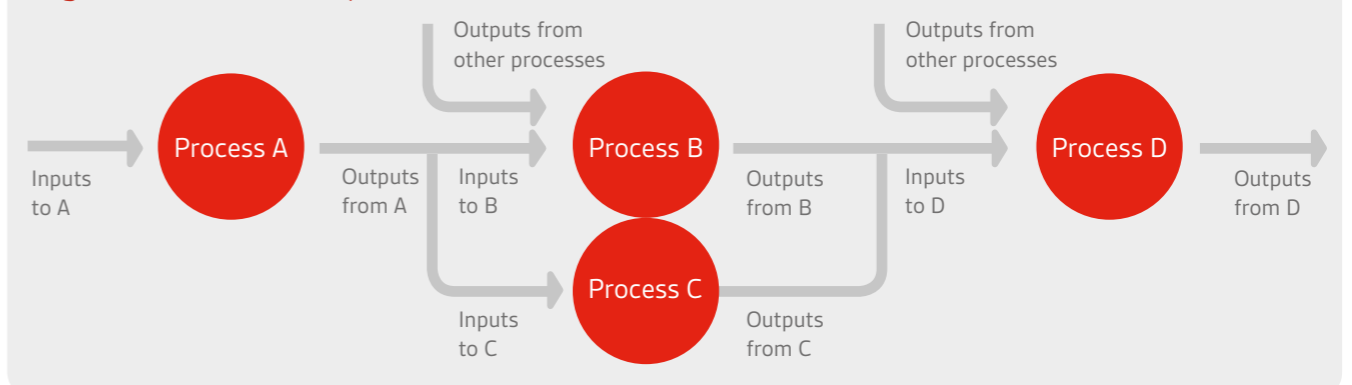 Outputs from
other processes
Outputs from
other processes
Process A
Process B
Process D
Inputs
to A
Outputs
from A
Inputs
to B
Outputs
from B
Inputs
to D
Outputs
from D
Process C
Inputs
to C
Outputs
from C